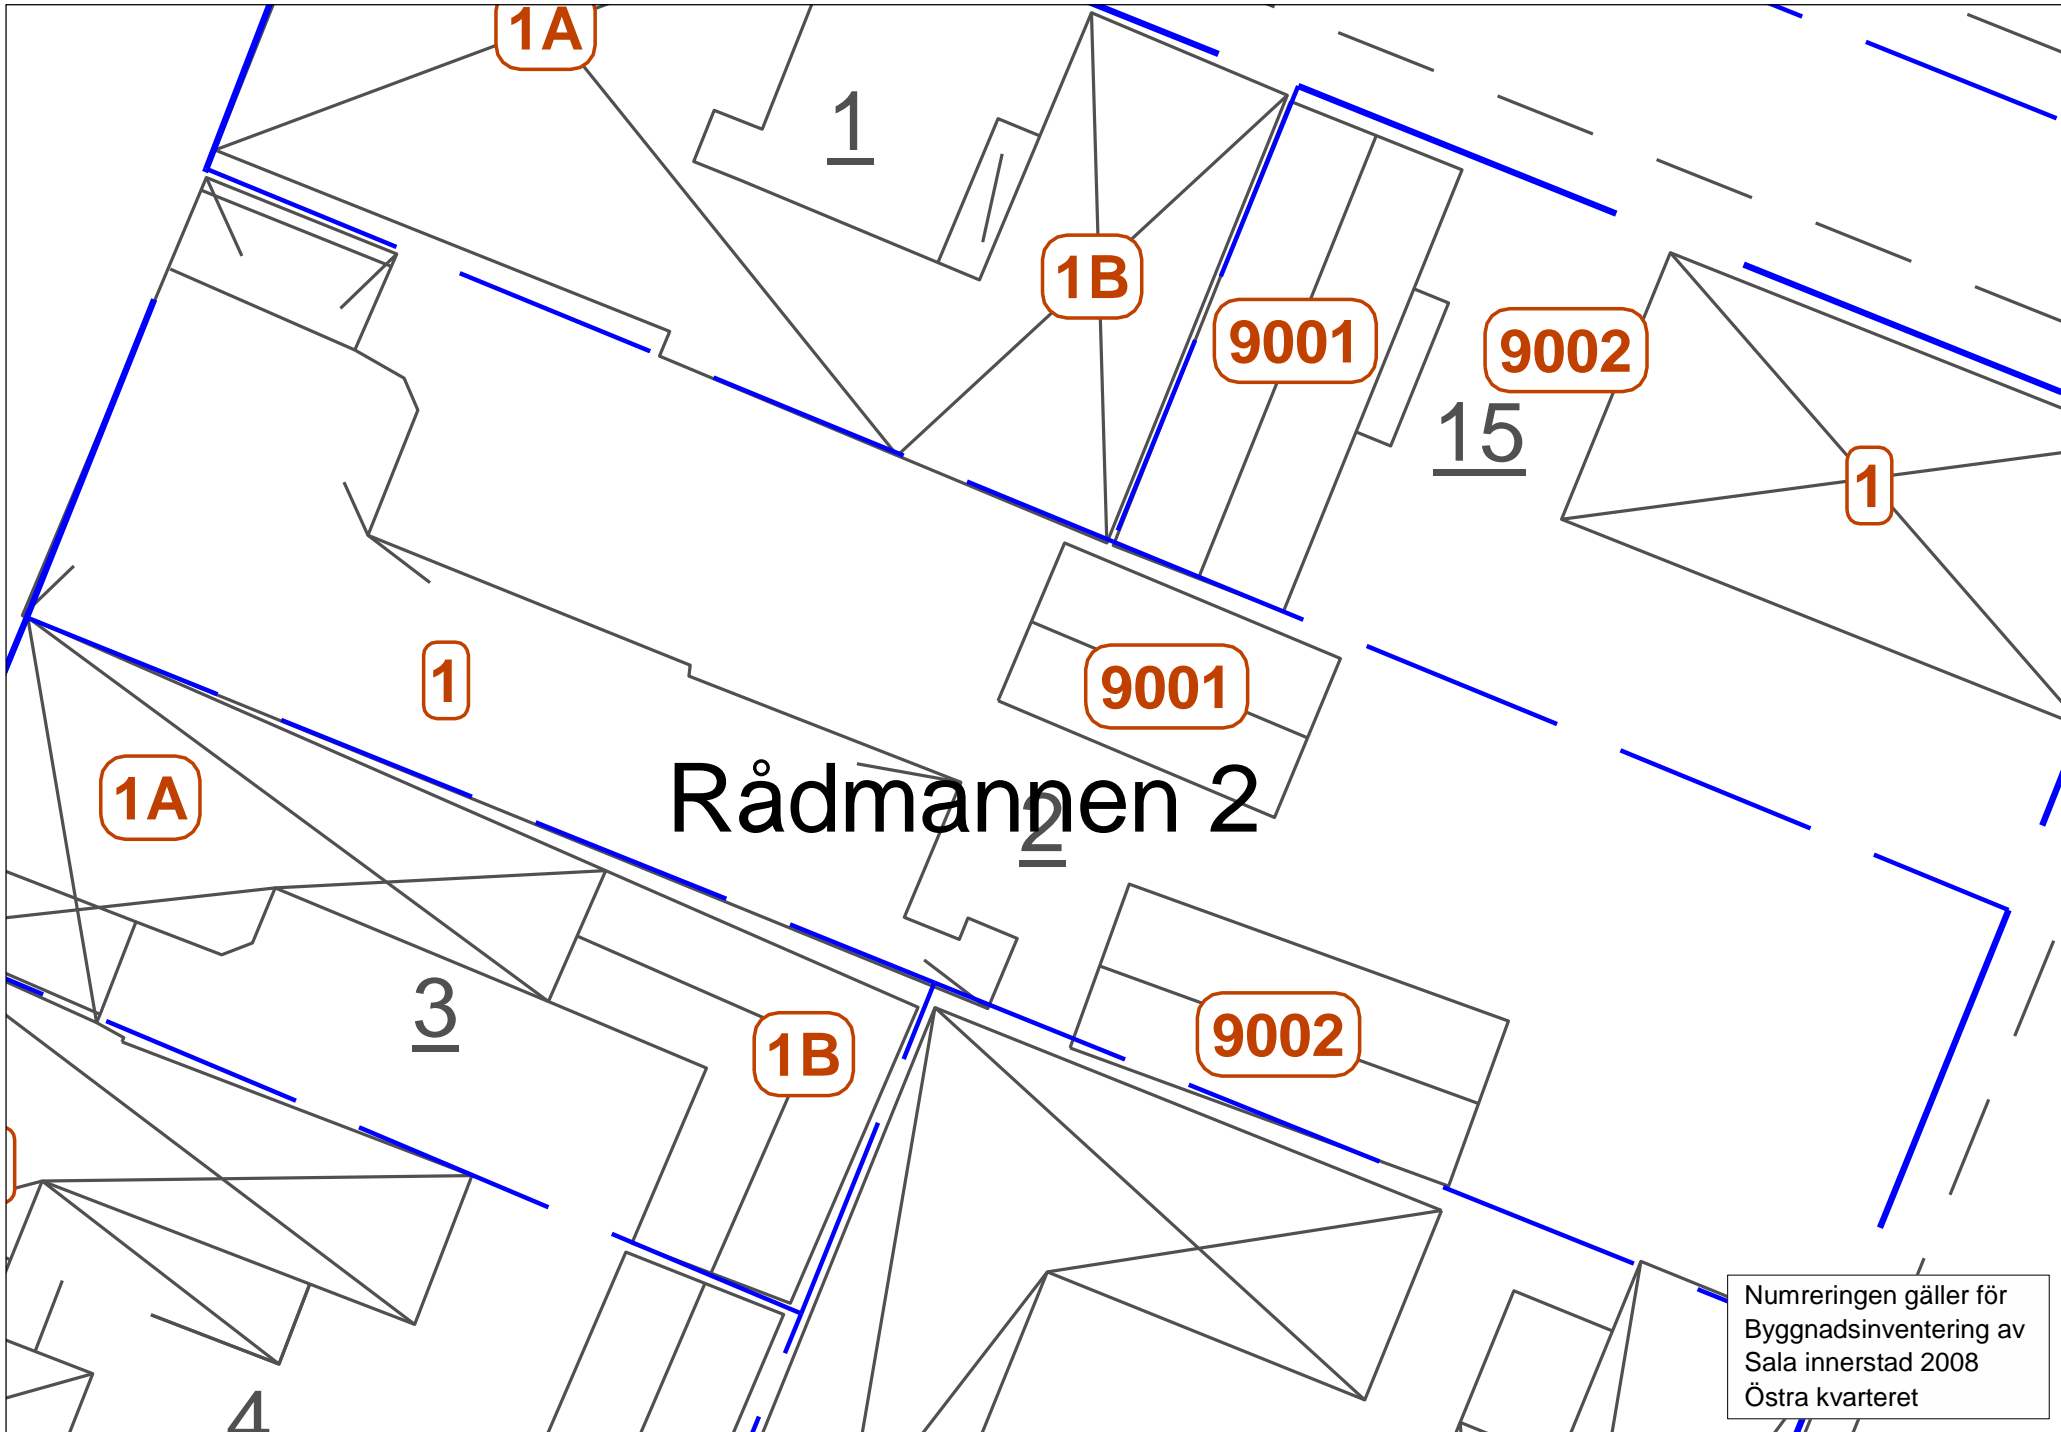 1A
1
1B
9001
9002
15
1
1
9001
1A
Rådmannen 2
2
3
1B
9002
4
Numreringen gäller för
Byggnadsinventering av
Sala innerstad 2008
Östra kvarteret